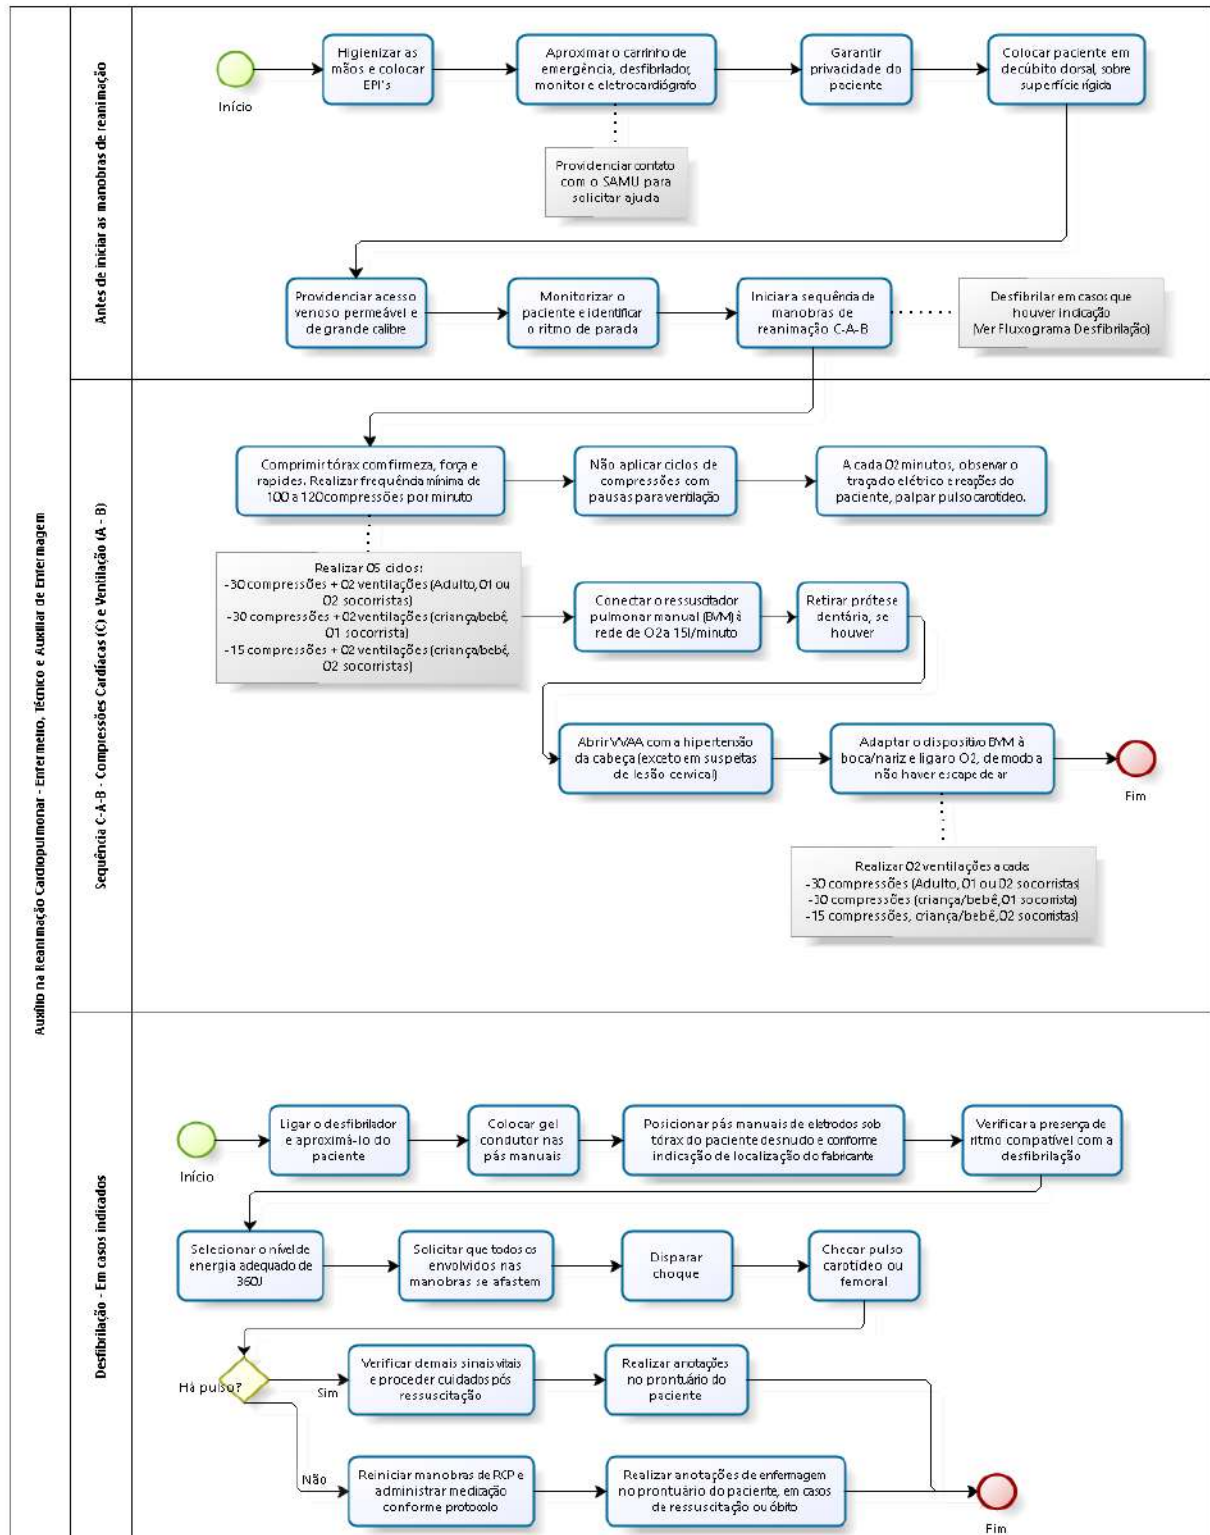 Auxílio na Reanimação Cardiopulmonar - Enfermeiro, Técnico e Auxiliar de Enfermagem
Antes de iniciar as manobras de reanimação
Início
Higienizar as
mãos e colocar
EPI's
Aproximar o carrinho de
emergência, desfibrilador,
monitor e eletrocardiógrafo
Garantir
privacidade do
paciente
Colocar paciente em
decúbito dorsal, sobre
superfície rígida
Providenciar contato
com o SAMU para
solicitar ajuda
Providenciar acesso
venoso permeável e
de grande calibre
Monitorizar o
paciente e identificar
o ritmo de parada
Iniciar a sequência de
manobras de
reanimação C-A-B
Desfibrilar em casos que
houver indicação
(Ver Fluxograma Desfibrilação)
Sequência C-A-B - Compressões Cardíacas (C) e Ventilação (A - B)
Comprimir tórax com firmeza, força e
rapides. Realizar frequência mínima de
100 a 120 compressões por minuto
Não aplicar ciclos de
compressões com
pausas para ventilação
A cada 02 minutos, observar o
traçado elétrico e reações do
paciente, palpar pulso carotídeo.
Realizar 05 ciclos:
-30 compressões + 02 ventilações (Adulto, 01 ou
02 socorristas)
-30 compressões + 02 ventilações (criança/bebê,
01 socorrista)
-15 compressões + 02 ventilações (criança/bebê,
02 socorristas)
Conectar o ressuscitador
pulmonar manual (BVM) à
rede de O2 a 15l/minuto
Retirar prótese
dentária, se
houver
Abrir VVAA com a hipertensão
da cabeça (exceto em suspeitas
de lesão cervical)
Adaptar o dispositivo BVM à
boca/nariz e ligar o O2, de modo a
não haver escape de ar
Fim
Realizar 02 ventilações a cada:
-30 compressões (Adulto, 01 ou 02 socorristas
-30 compressões (criança/bebê, 01 socorrista)
-15 compressões, criança/bebê, 02 socorristas)
Desfibrilação - Em casos indicados
Início
Ligar o desfibrilador
e aproximá-lo do
paciente
Colocar gel
condutor nas
pás manuais
Posicionar pás manuais de eletrodos sob
tórax do paciente desnudo e conforme
indicação de localização do fabricante
Verificar a presença de
ritmo compatível com a
desfibrilação
Selecionar o nível de
energia adequado de
360J
Solicitar que todos os
envolvidos nas
manobras se afastem
Disparar
choque
Checar pulso
carotídeo ou
femoral
Há pulso?
Sim
Verificar demais sinais vitais
e proceder cuidados pós
ressuscitação
Realizar anotações
no prontuário do
paciente
Não
Reiniciar manobras de RCP e
administrar medicação
conforme protocolo
Realizar anotações de enfermagem
no prontuário do paciente, em casos
de ressuscitação ou óbito
Fim